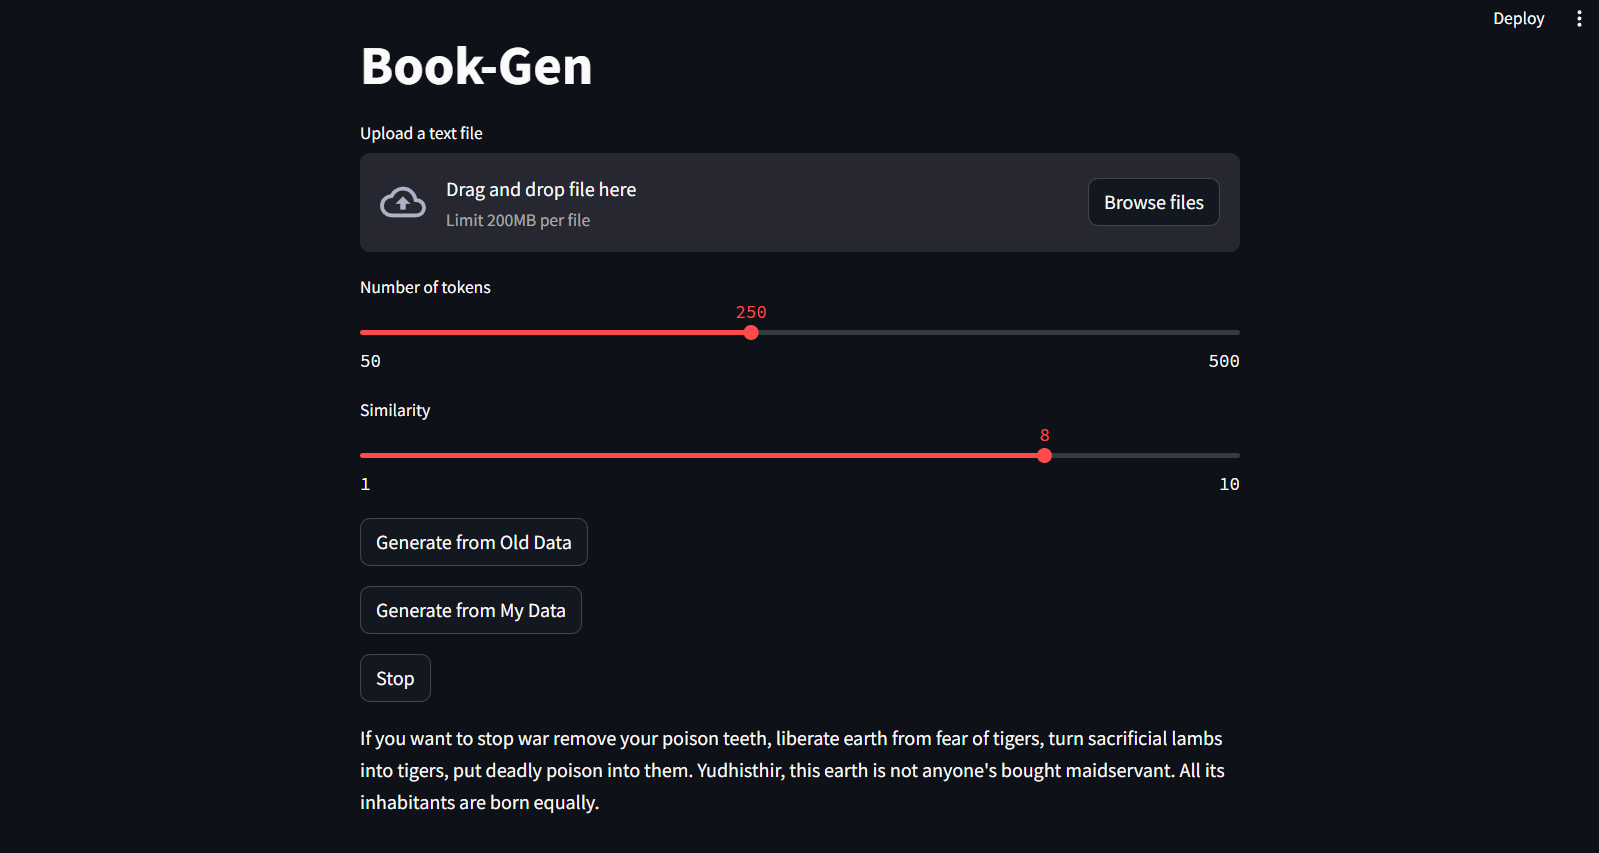 Deploy
Book-Gen
Upload a text file
Drag and drop file here
Limit 200MB per file
Browse files
Number of tokens
250
50
500
Similarity
8
1
10
Generate from Old Data
Generate from My Data
Stop
If you want to stop war remove your poison teeth, liberate earth from fear of tigers, turn sacrificial lambs
into tigers, put deadly poison into them. Yudhisthir, this earth is not anyone's bought maidservant. All its
inhabitants are born equally.